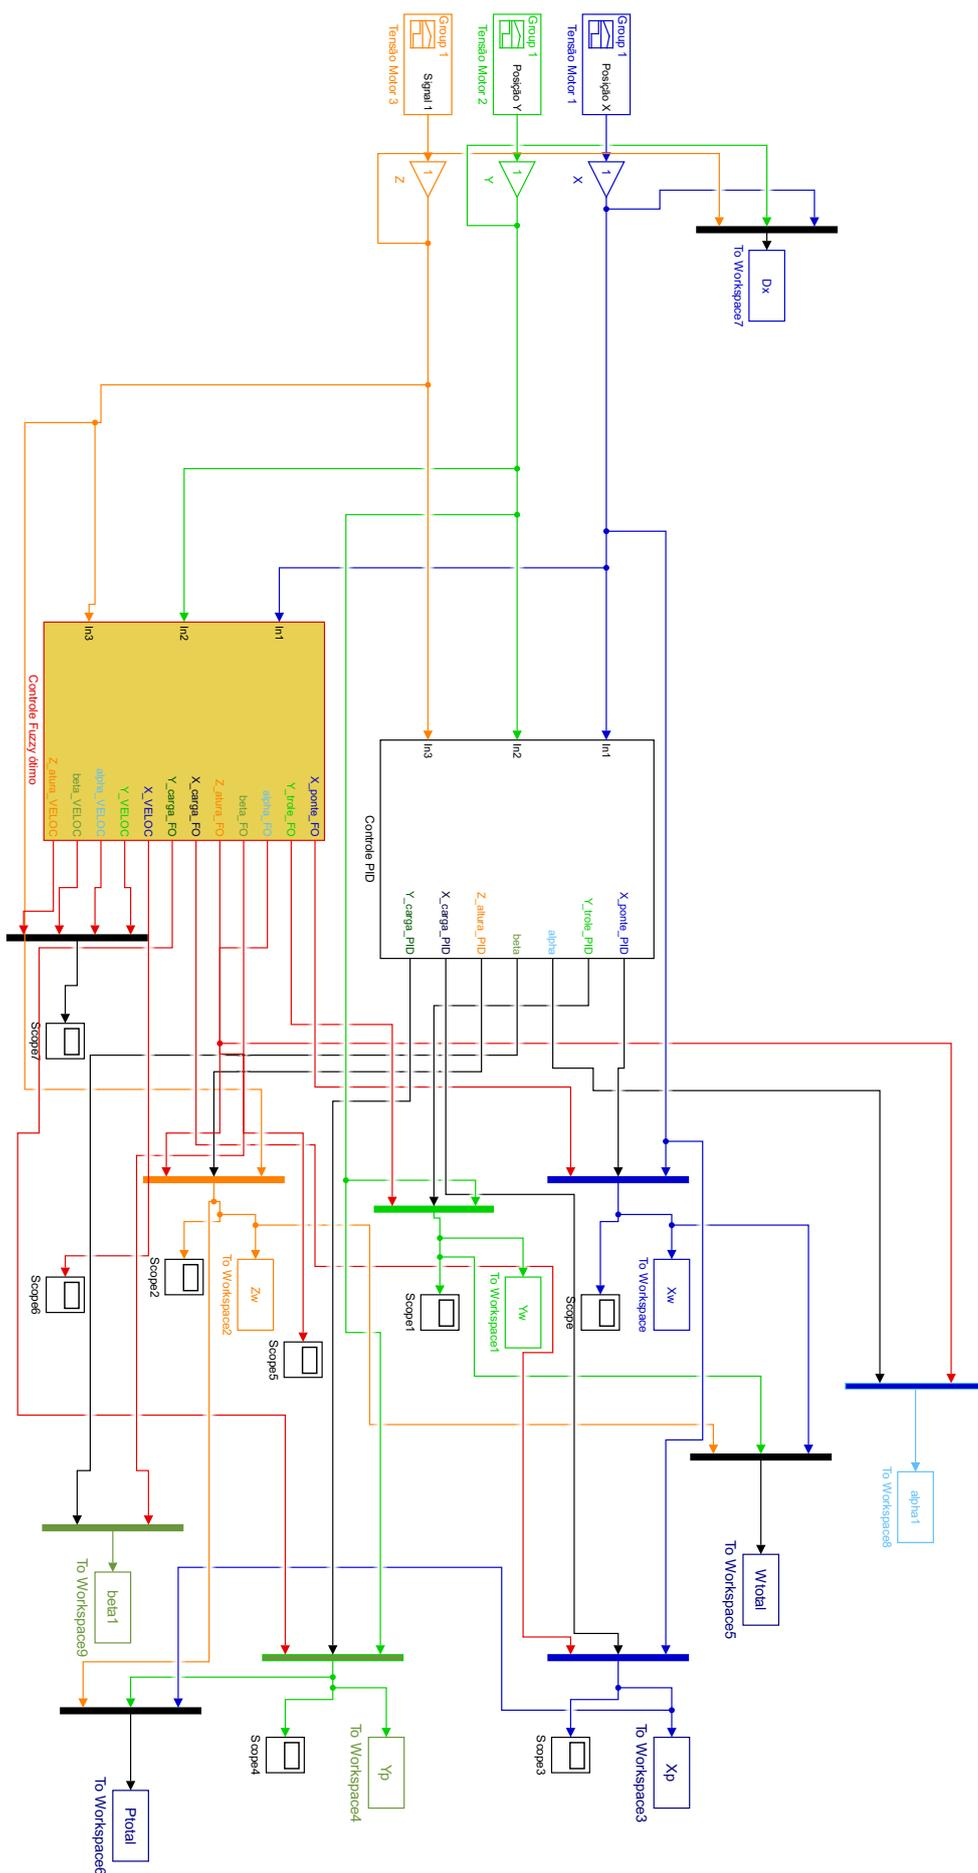 Group 1
Posição X
Tensão Motor 1
Group 1
Posição Y
Tensão Motor 2
Group 1
Signal 1
Tensão Motor 3
1
X
1
Y
1
Z
Dx
To Workspace7
In1
In2
In3
X_ponte_PID
Y_trole_PID
alpha
beta
Z_altura_PID
X_carga_PID
Y_carga_PID
Controle PID
In1
In2
In3
X_ponte_FO
Y_trole_FO
alpha_FO
beta_FO
Z_atura_FO
X_carga_FO
Y_carga_FO
X_VELOC
Y_VELOC
alpha_VELOC
beta_VELOC
Z_atura_VELOC
Controle Fuzzy ótimo
Scope7
alpha1
To Workspace8
Wtotal
To Workspace5
Xw
To Workspace
Scope
Yw
To Workspace1
Scope1
Scope5
Zw
To Workspace2
Scope2
Scope6
Xp
To Workspace3
Scope3
Yp
To Workspace4
Scope4
beta1
To Workspace9
Ptotal
To Workspace6